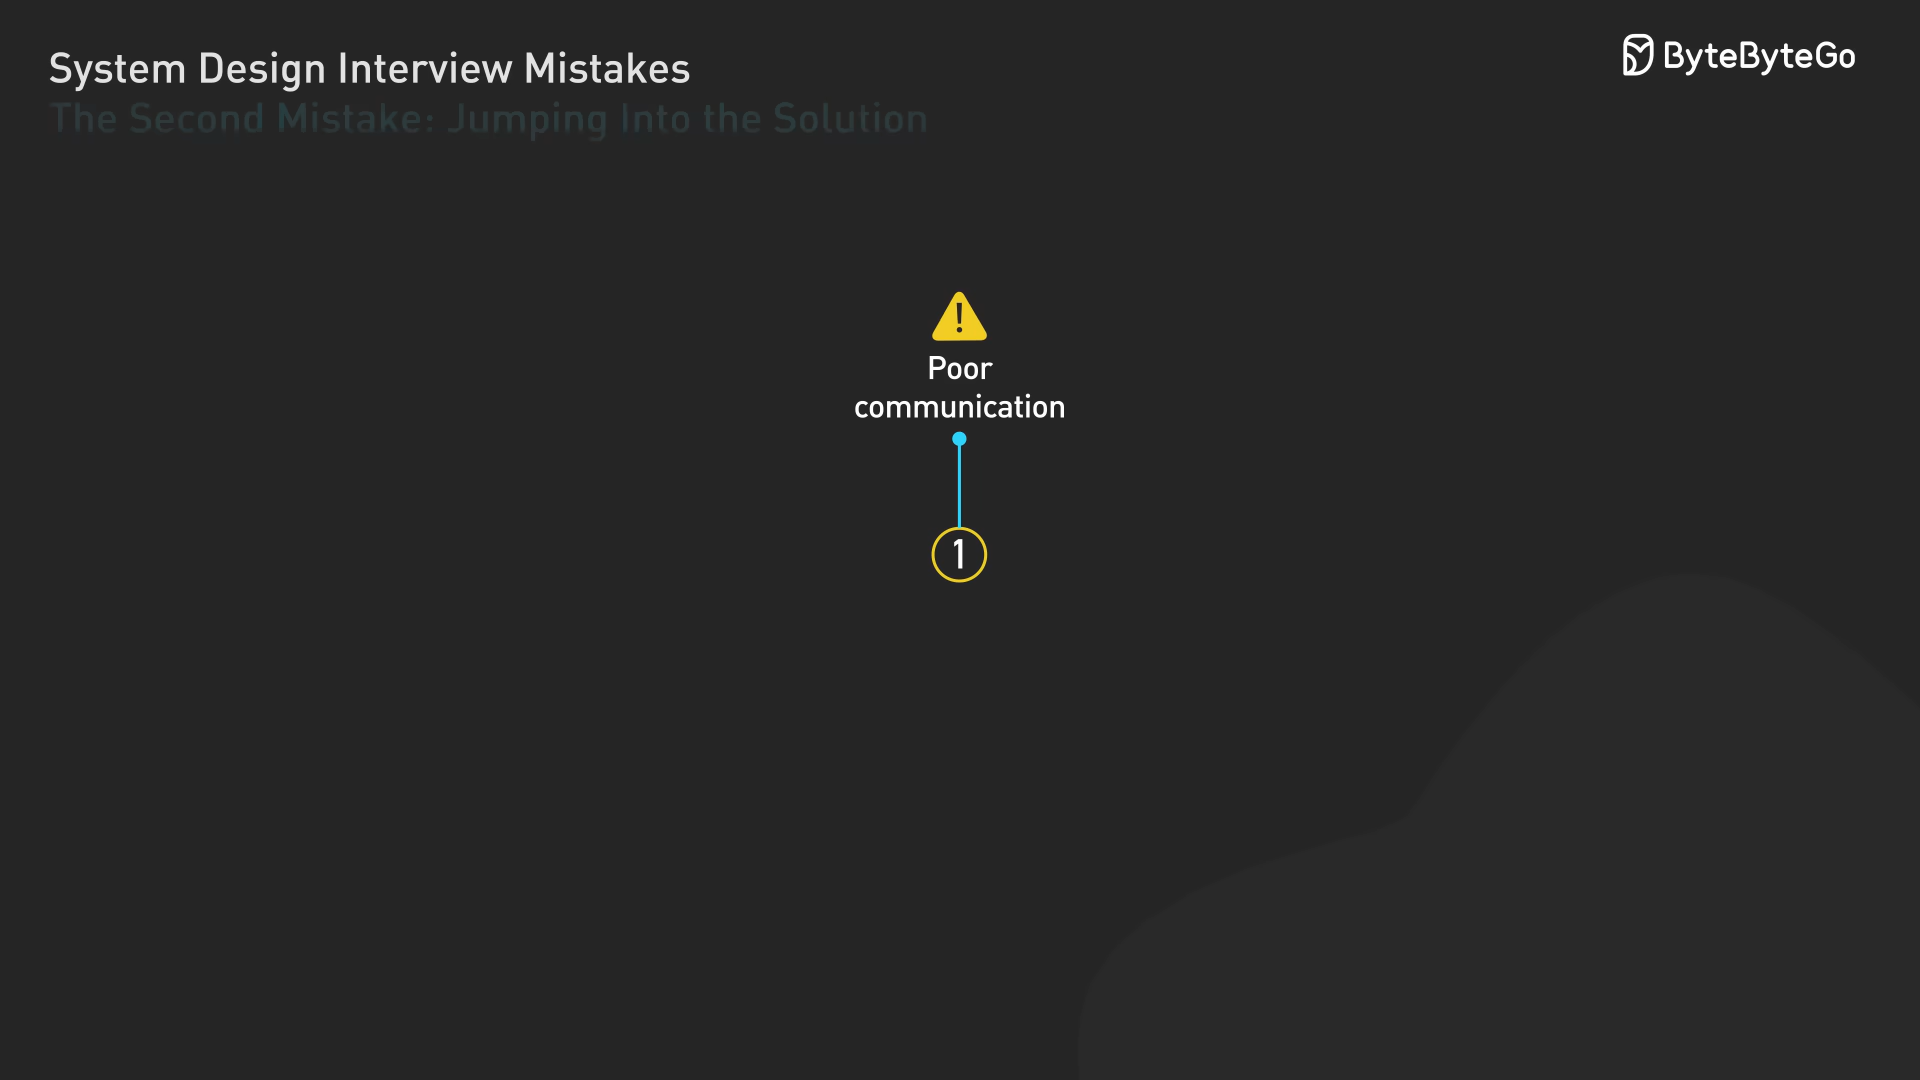 System Design Interview Mistakes
ByteByteGo
The Second Mistake: Jumping Into the Solution
!
Poor
communication
1